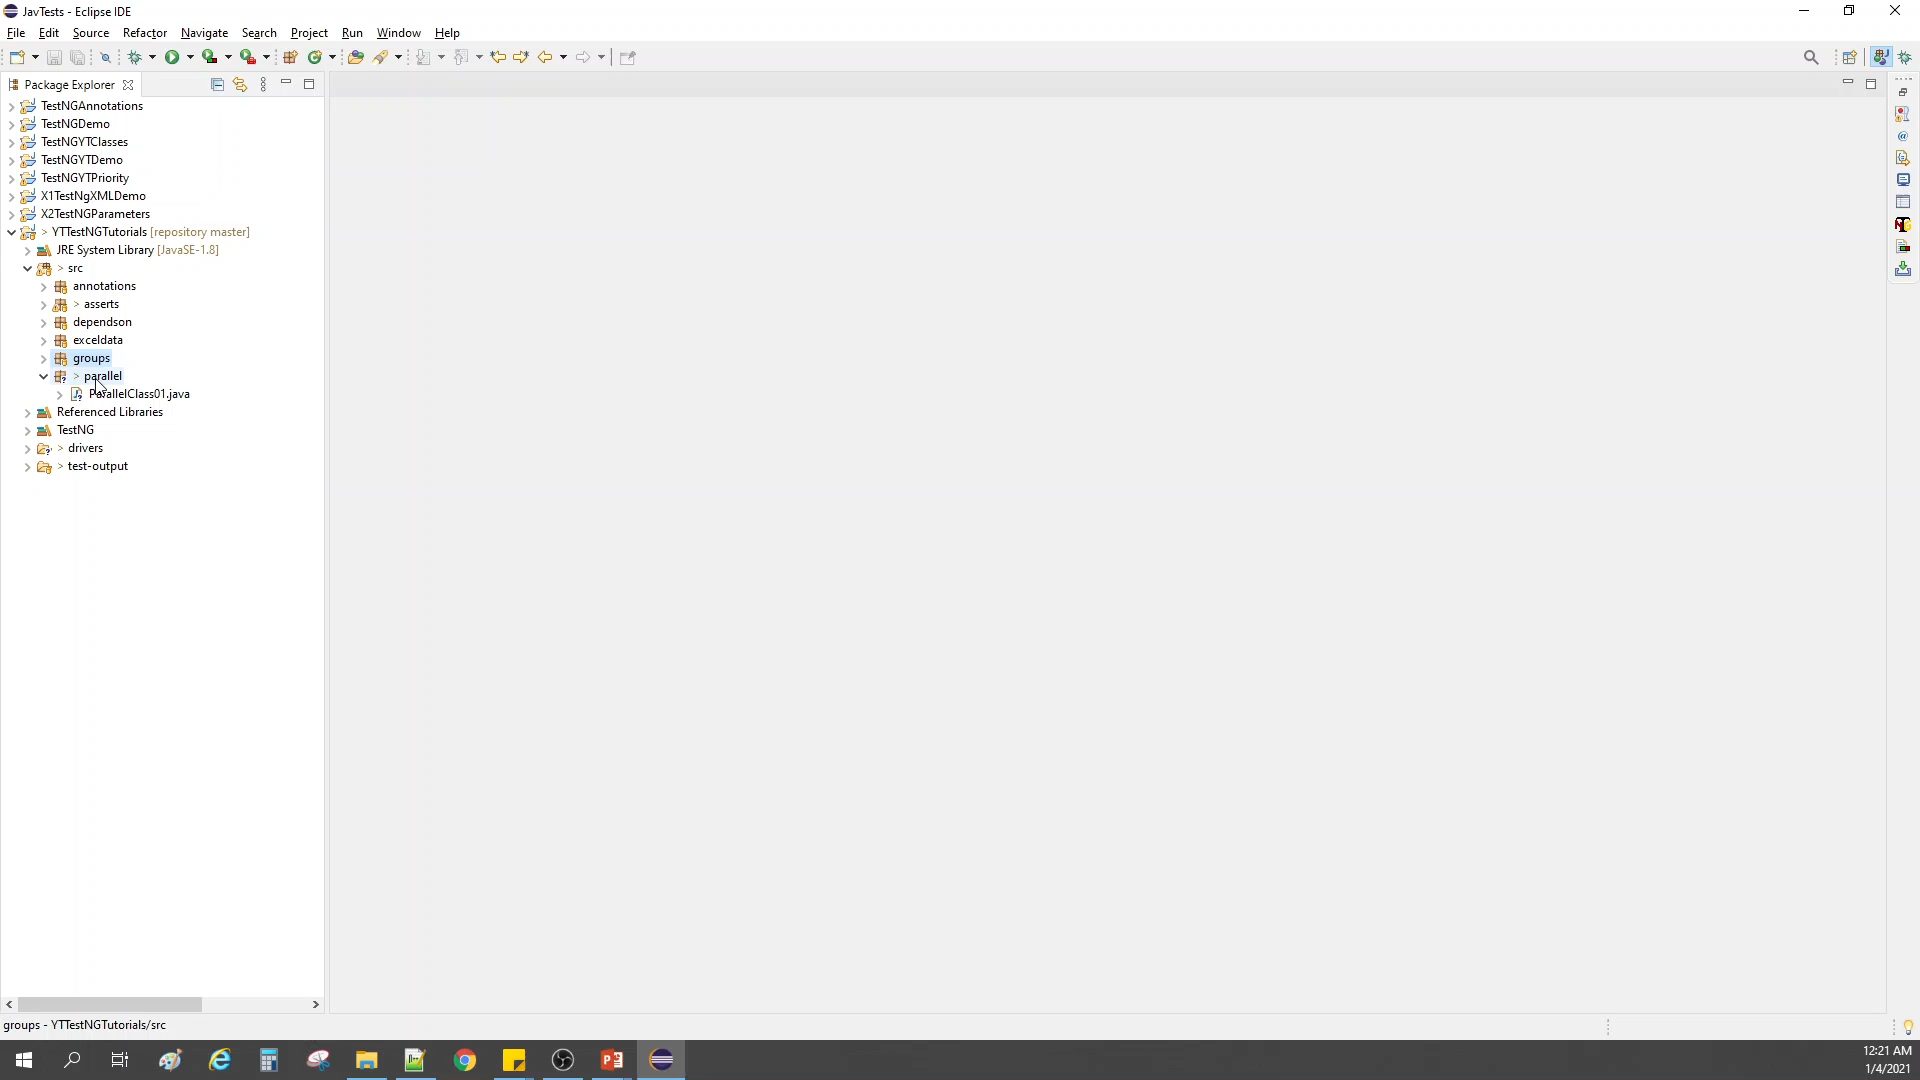 JavTests - Eclipse IDE
File Edit Source Refactor Navigate Search Project Run Window Help
Package Explorer
TestNGAnnotations
TestNGDemo
TestNGYTClasses
TestNGYTDemo
TestNGYTPriority
X1TestNgXMLDemo
X2TestNGParameters
> YTTestNGTutorials [repository master]
JRE System Library [JavaSE-1.8]
> src
annotations
> asserts
dependson
exceldata
groups
> parallel
ParallelClass01.java
Referenced Libraries
TestNG
> drivers
> test-output
groups - YTTestNGTutorials/src
12:21 AM
1/4/2021